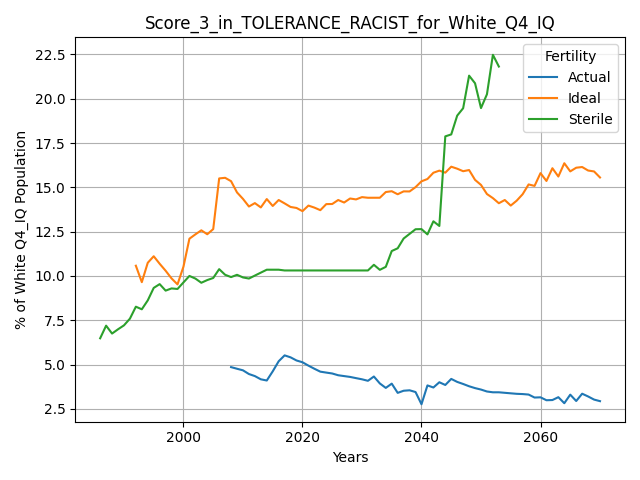 Score_3_in_TOLERANCE_RACIST_for_White_Q4_IQ
% of White Q4_IQ Population
22.5
20.0
17.5
15.0
12.5
10.0
7.5
5.0
2.5
Fertility
Actual
Ideal
Sterile
2000
2020
2040
2060
Years